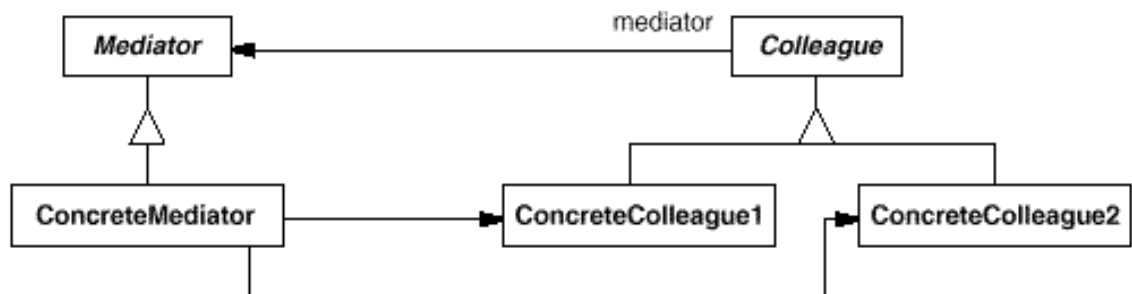 mediator
Mediator
Colleague
ConcreteMediator
ConcreteColleague1
ConcreteColleague2